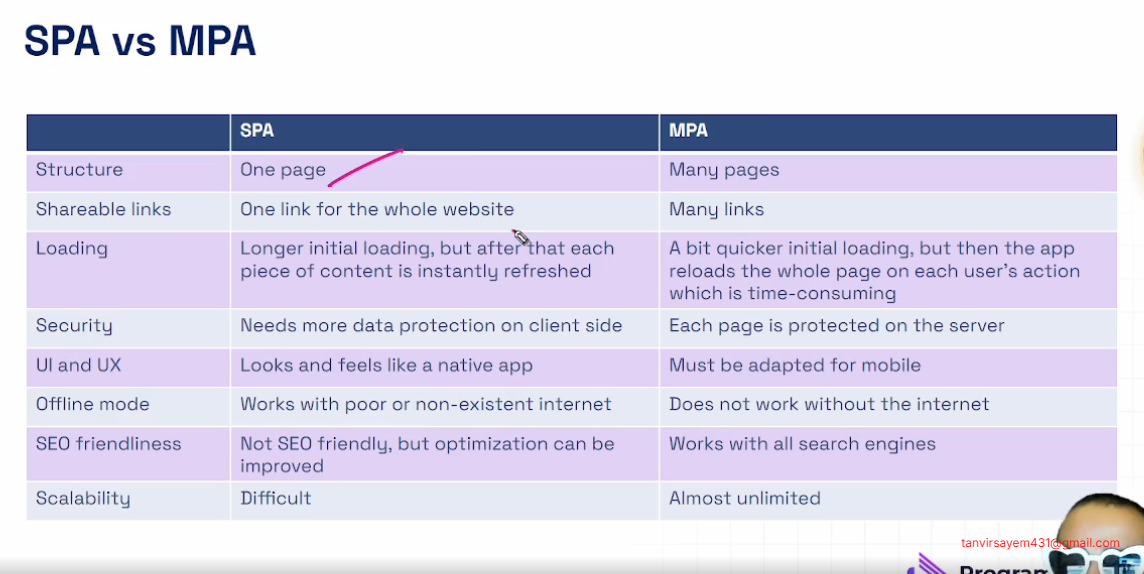 SPA vs MPA
SPA MPA
Structure One page Many pages
Shareable links One link for the whole website Many links
Loading Longer initial loading, but after that each A bit quicker initial loading, but then the app
piece of content is instantly refreshed reloads the whole page on each user's action
which is time-consuming
Security Needs more data protection on client side Each page is protected on the server
UI and UX Looks and feels like a native app Must be adapted for mobile
Offline mode Works with poor or non-existent internet Does not work without the internet
SEO friendliness Not SEO friendly, but optimization can be Works with all search engines
improved
Scalability Difficult Almost unlimited
tanvirsayem431@gmail.com